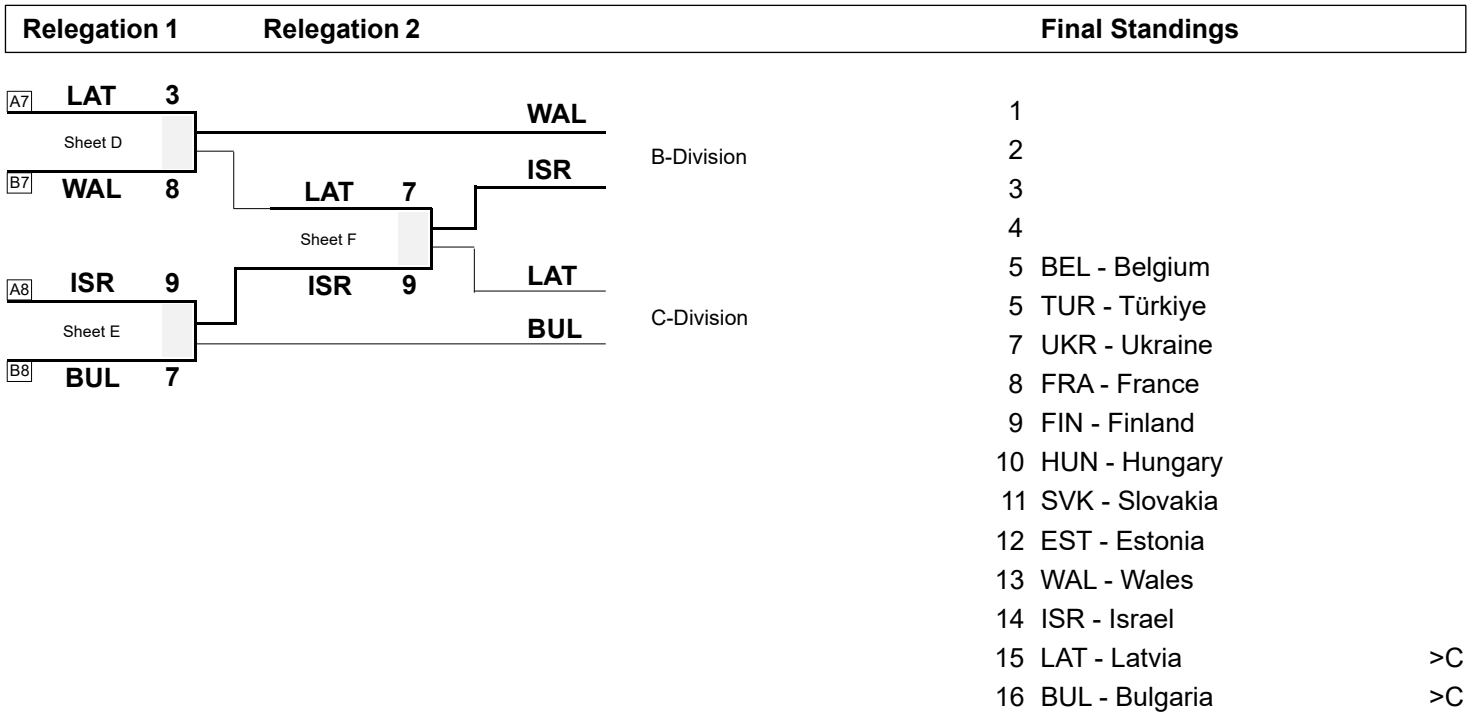 Relegation 1 Relegation 2 Final Standings
A7 LAT 3
Sheet D
B7 WAL 8
A8 ISR 9
Sheet E
B8 BUL 7
LAT 7
Sheet F
ISR 9
WAL
ISR
B-Division
LAT
BUL
C-Division
1
2
3
4
5 BEL - Belgium
5 TUR - Türkiye
7 UKR - Ukraine
8 FRA - France
9 FIN - Finland
10 HUN - Hungary
11 SVK - Slovakia
12 EST - Estonia
13 WAL - Wales
14 ISR - Israel
15 LAT - Latvia >C
16 BUL - Bulgaria >C